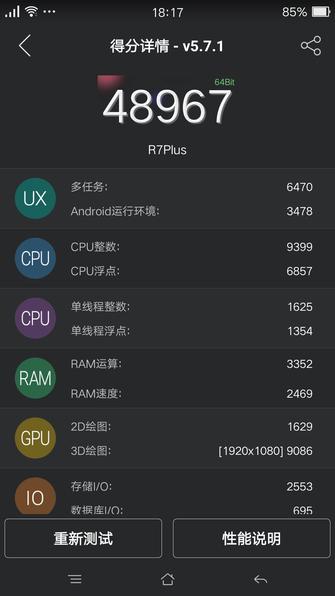 18:17 85%
得分详情 - v5.7.1
64Bit
48967
R7Plus
UX
多任务: 6470
Android运行环境: 3478
CPU
CPU整数: 9399
CPU浮点: 6857
CPU
单线程整数: 1625
单线程浮点: 1354
RAM
RAM运算: 3352
RAM速度: 2469
GPU
2D绘图: 1629
3D绘图: [1920x1080] 9086
IO
存储I/O: 2553
数据库I/O: 695
重新测试 性能说明